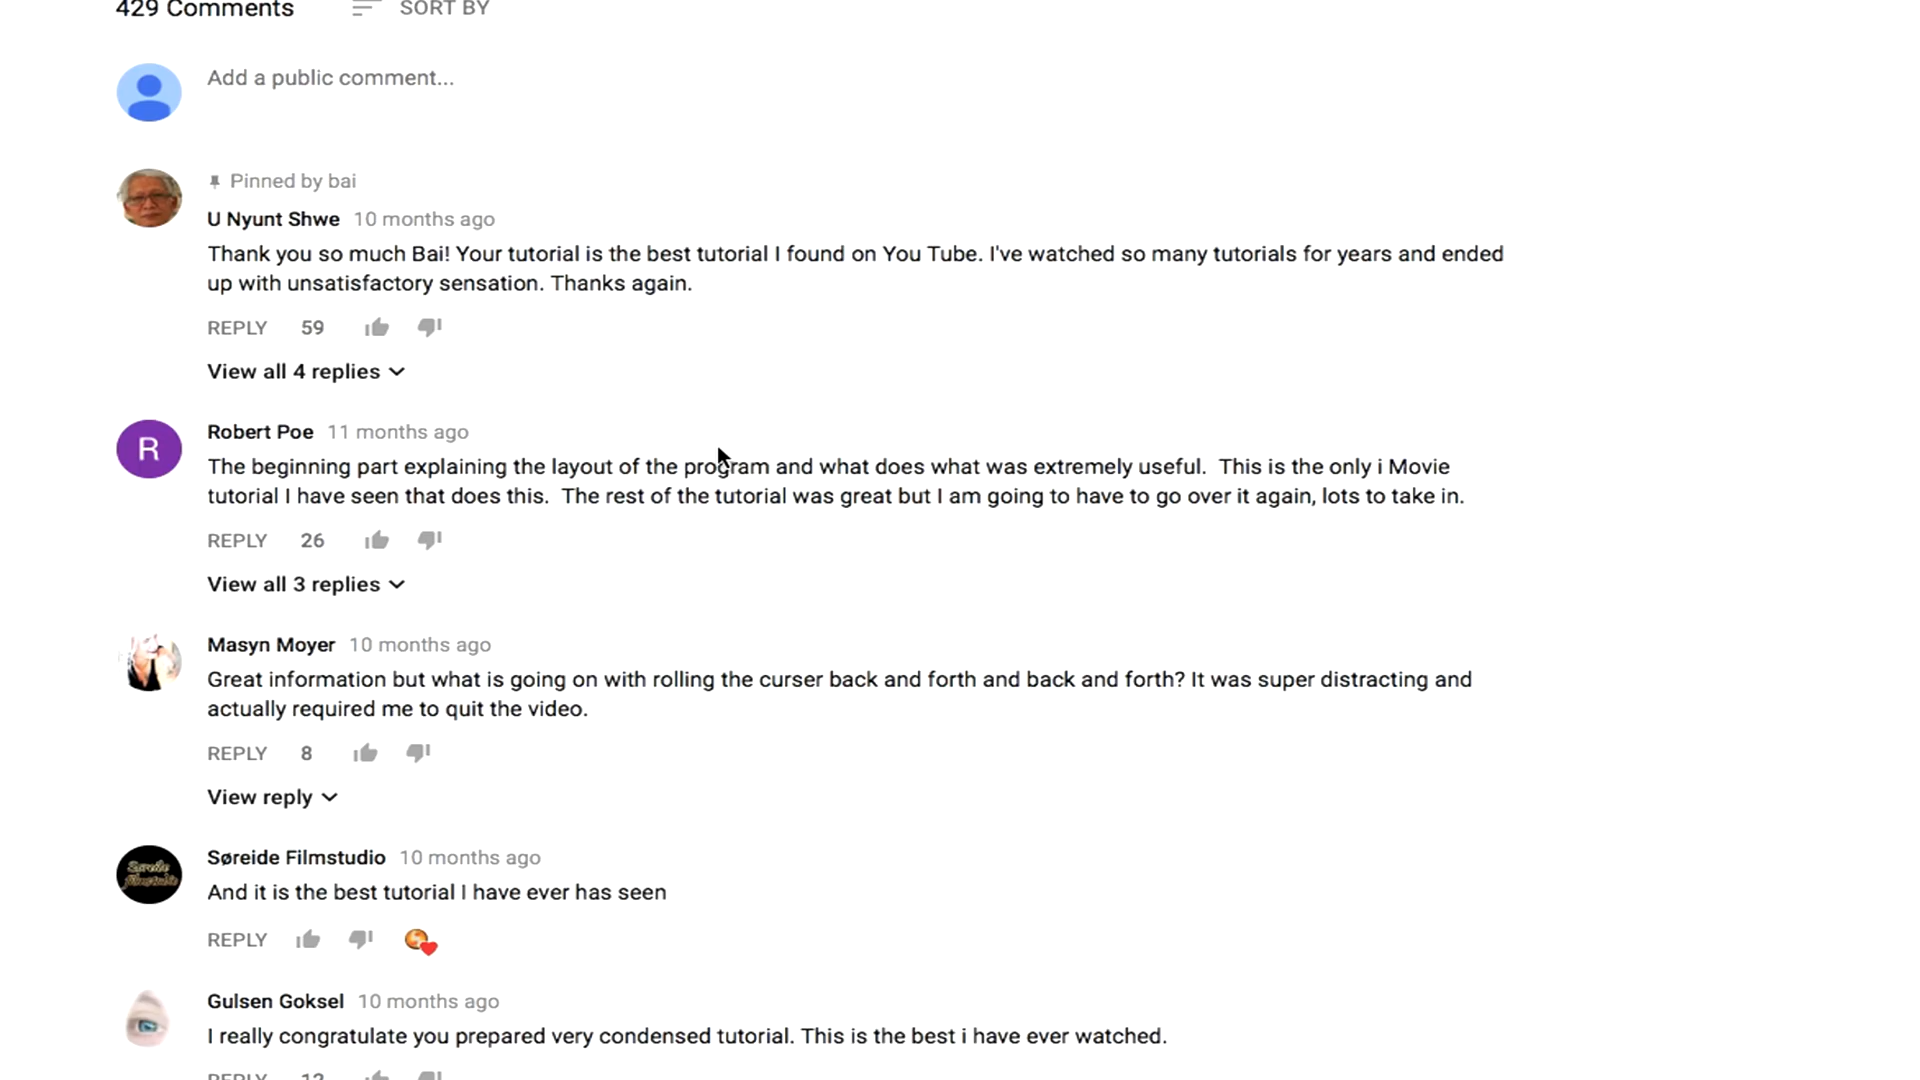 429 Comments SORT BY
Add a public comment...
Pinned by bai
U Nyunt Shwe 10 months ago
Thank you so much Bai! Your tutorial is the best tutorial I found on You Tube. I've watched so many tutorials for years and ended
up with unsatisfactory sensation. Thanks again.
REPLY 59
View all 4 replies
R
Robert Poe 11 months ago
The beginning part explaining the layout of the program and what does what was extremely useful. This is the only i Movie
tutorial I have seen that does this. The rest of the tutorial was great but I am going to have to go over it again, lots to take in.
REPLY 26
View all 3 replies
Masyn Moyer 10 months ago
Great information but what is going on with rolling the curser back and forth and back and forth? It was super distracting and
actually required me to quit the video.
REPLY 8
View reply
Søreide Filmstudio
Søreide Filmstudio 10 months ago
And it is the best tutorial I have ever has seen
REPLY
Gulsen Goksel 10 months ago
I really congratulate you prepared very condensed tutorial. This is the best i have ever watched.
REPLY 12